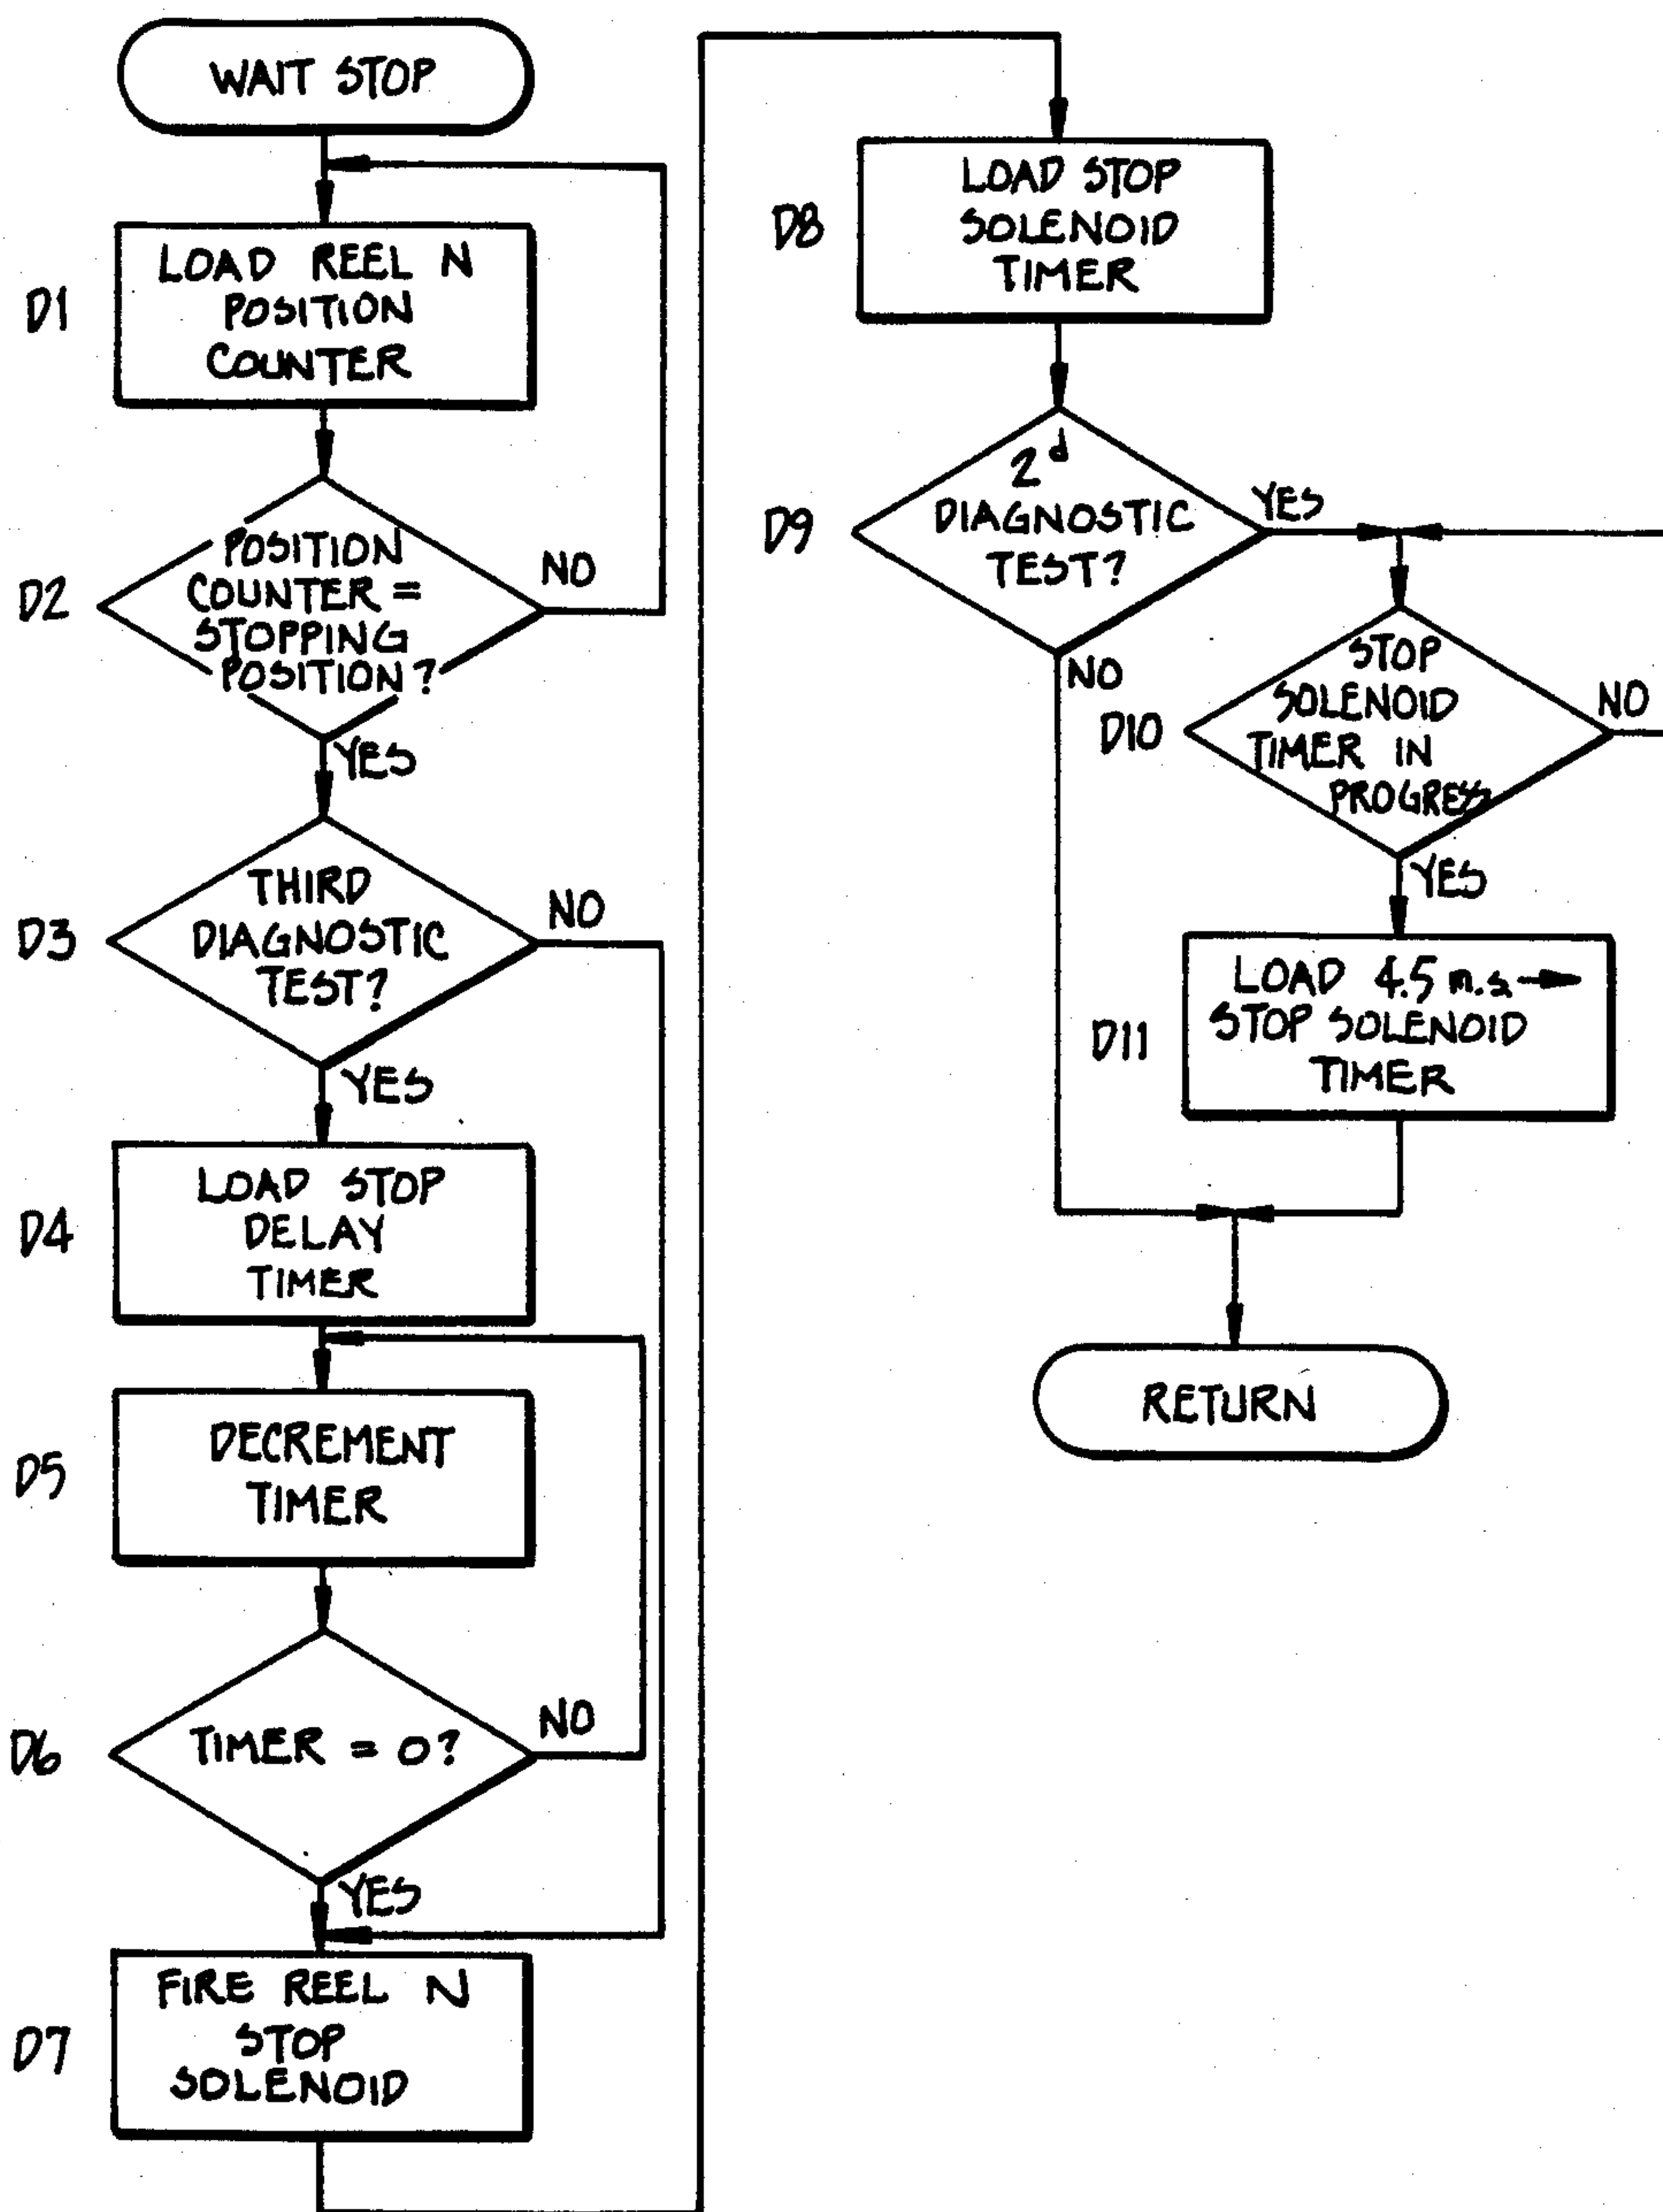 WAIT STOP
D1
LOAD REEL N
POSITION
COUNTER
D2
POSITION
COUNTER =
STOPPING
POSITION?
NO
YES
D3
THIRD
DIAGNOSTIC
TEST?
NO
YES
D4
LOAD STOP
DELAY
TIMER
D5
DECREMENT
TIMER
D6
TIMER = 0?
NO
YES
D7
FIRE REEL N
STOP
SOLENOID
D8
LOAD STOP
SOLENOID
TIMER
D9
2d
DIAGNOSTIC
TEST?
YES
NO
D10
STOP
SOLENOID
TIMER IN
PROGRESS
NO
YES
D11
LOAD 4.5 m.s →
STOP SOLENOID
TIMER
RETURN